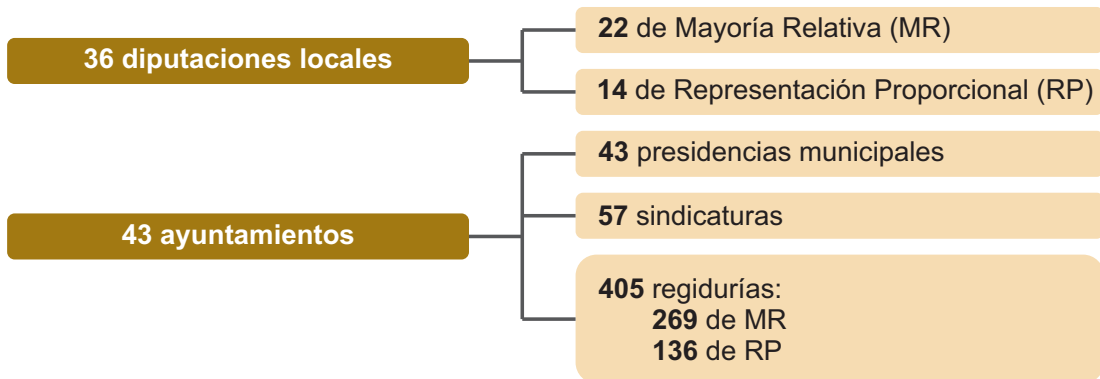 36 diputaciones locales
22 de Mayoría Relativa (MR)
14 de Representación Proporcional (RP)
43 ayuntamientos
43 presidencias municipales
57 sindicaturas
405 regidurías:
269 de MR
136 de RP